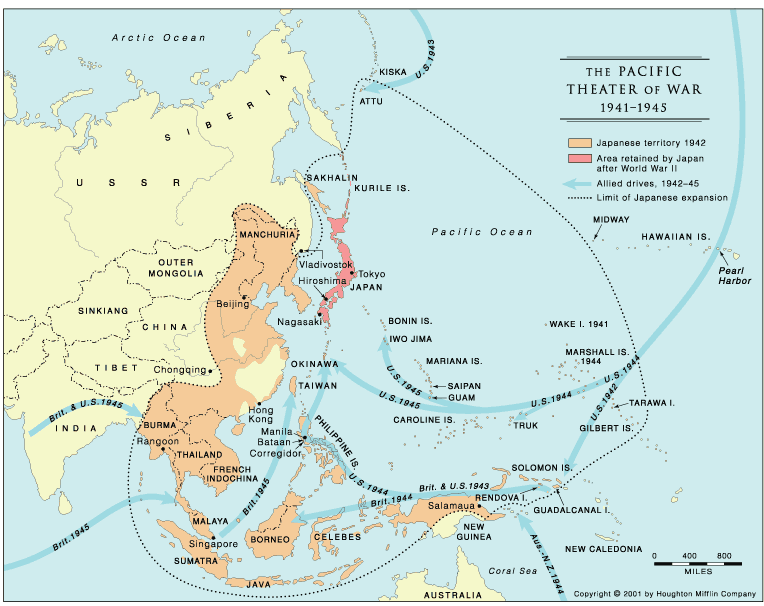 Arctic Ocean
U.S. 1943
KISKA
ATTU
THE PACIFIC
THEATER OF WAR
1941–1945
Japanese territory 1942
Area retained by Japan
after World War II
Allied drives, 1942–45
Limit of Japanese expansion
SIBERIA
USSR
SAKHALIN
KURILE IS.
MIDWAY
HAWAIIAN IS.
Pearl
Harbor
Pacific Ocean
MANCHURIA
OUTER
MONGOLIA
Vladivostok
Hiroshima
Tokyo
JAPAN
Beijing
SINKIANG
CHINA
Nagasaki
BONIN IS.
IWO JIMA
WAKE I. 1941
TIBET
Chongqing
OKINAWA
TAIWAN
MARIANA IS.
MARSHALL IS.
1944
U.S. 1945
SAIPAN
GUAM
U.S. 1944
U.S. 1944
U.S. 1942
Brit. & U.S. 1945
INDIA
BURMA
Rangoon
Hong
Kong
Manila
Bataan
Corregidor
PHILIPPINE IS.
CAROLINE IS.
TRUK
TARAWA I.
GILBERT IS.
THAILAND
FRENCH
INDOCHINA
U.S. 1944
Brit. & U.S. 1943
Brit. 1944
SOLOMON IS.
RENDOVA I.
Salamaua
GUADALCANAL I.
Brit. 1945
Brit. 1945
MALAYA
Singapore
BORNEO
CELEBES
SUMATRA
JAVA
NEW
GUINEA
NEW CALEDONIA
Coral Sea
Aus.-N.Z. 1944
AUSTRALIA
0 400 800
MILES
Copyright © 2001 by Houghton Mifflin Company